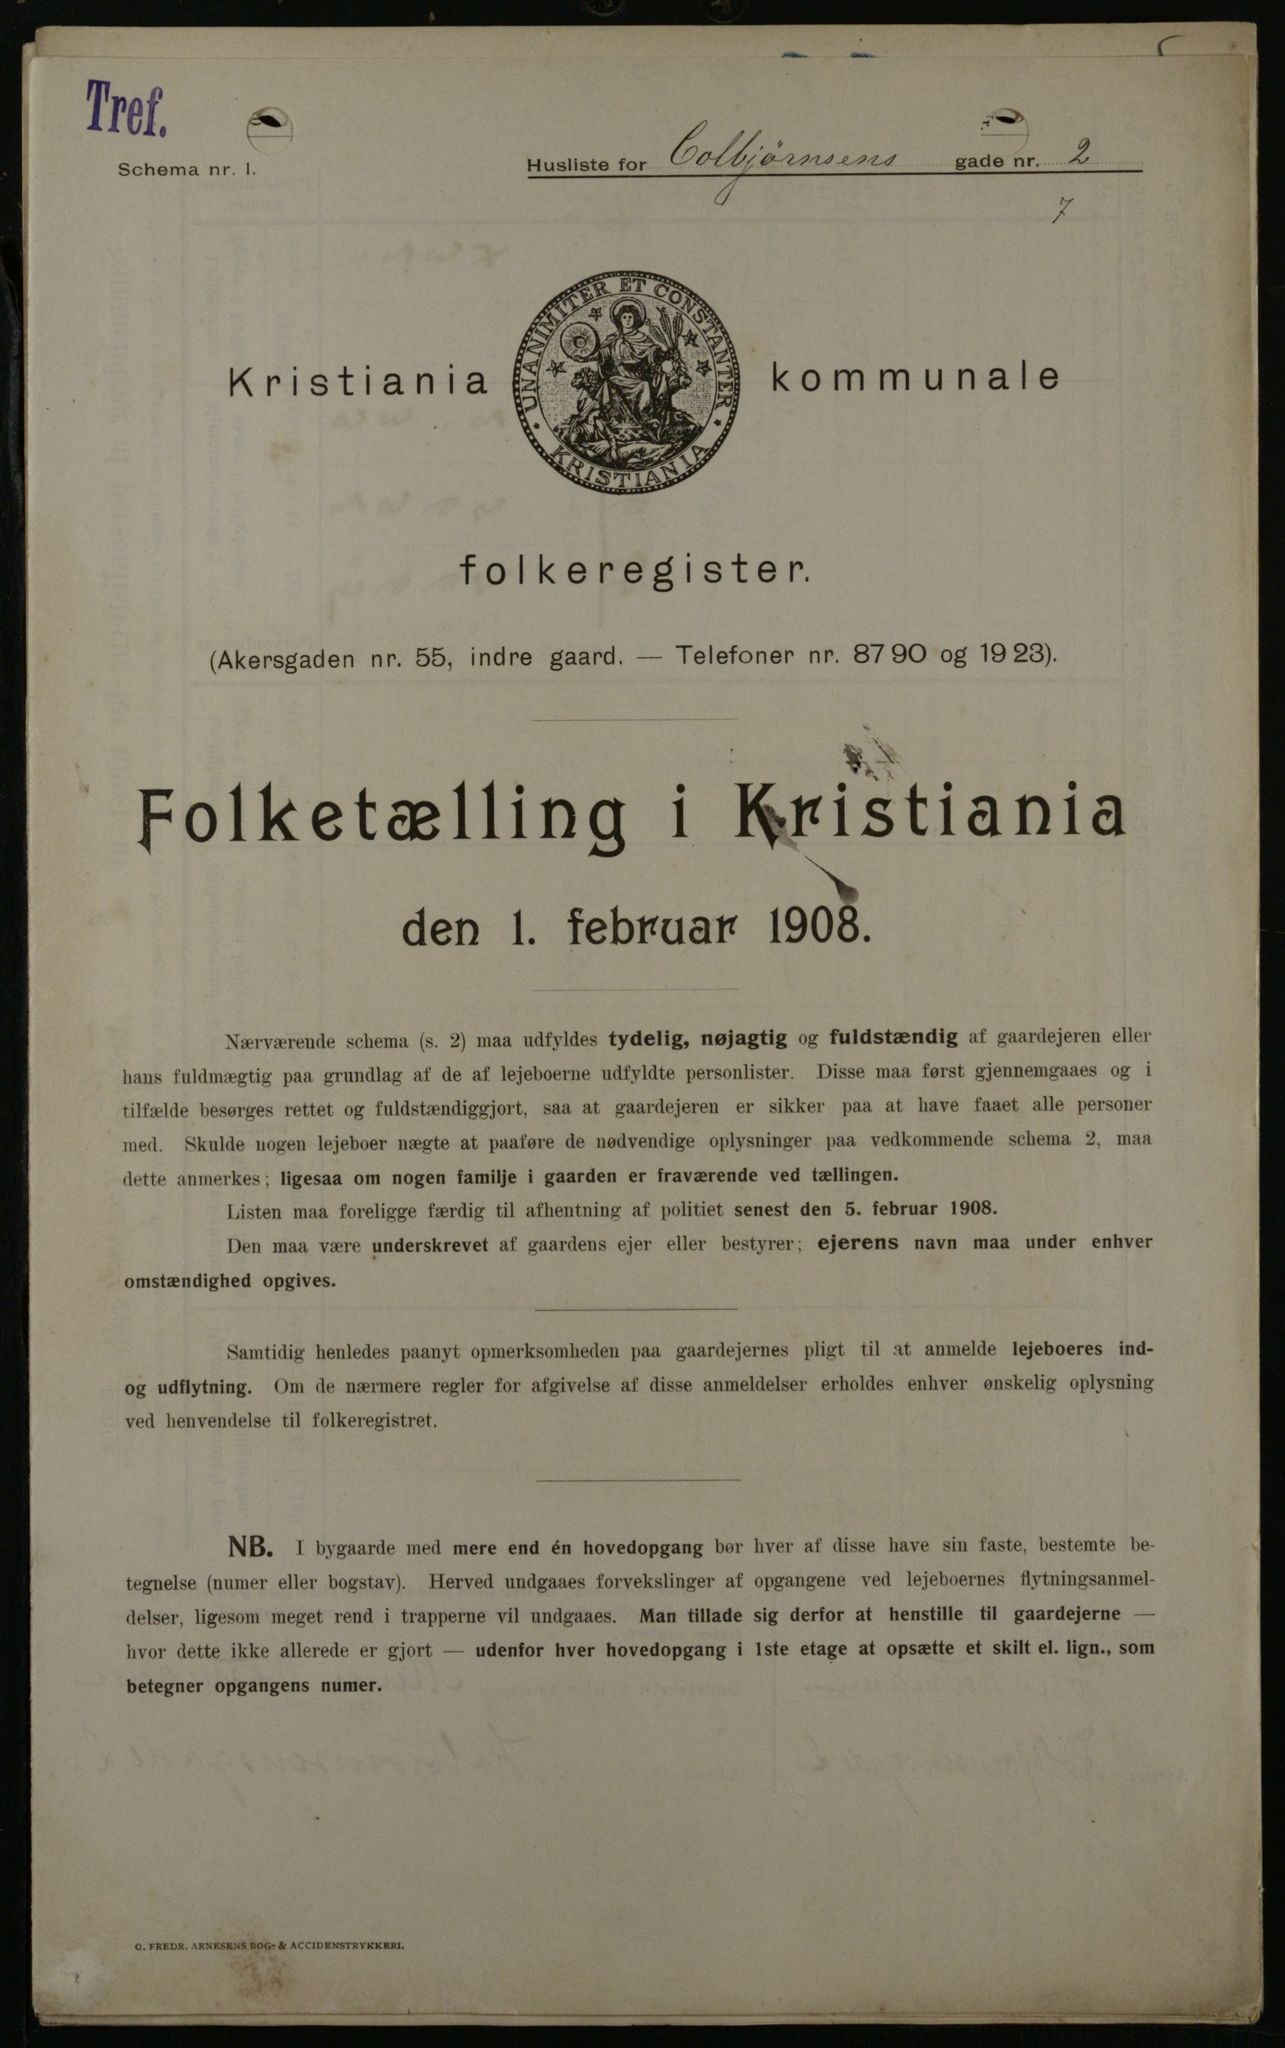 Tref.
Schema nr. 1.
Husliste for Colbjørnsens gade nr. 2
7
Kristiania kommunale
UNANIMITER ET CONSTANTER
KRISTIANIA
folkeregister.
(Akersgaden nr. 55, indre gaard. — Telefoner nr. 8790 og 1923).
Folketælling i Kristiania
den 1. februar 1908.
Nærværende schema (s. 2) maa udfyldes tydelig, nøjagtig og fuldstændig af gaardejeren eller
hans fuldmægtig paa grundlag af de af lejeboerne udfyldte personlister. Disse maa først gjennemgaaes og i
tilfælde besørges rettet og fuldstændiggjort, saa at gaardejeren er sikker paa at have faaet alle personer
med. Skulde nogen lejeboer nægte at paaføre de nødvendige oplysninger paa vedkommende schema 2, maa
dette anmerkes; ligesaa om nogen familje i gaarden er fraværende ved tællingen.
Listen maa foreligge færdig til afhentning af politiet senest den 5. februar 1908.
Den maa være underskrevet af gaardens ejer eller bestyrer; ejerens navn maa under enhver
omstændighed opgives.
Samtidig henledes paanyt opmerksomheden paa gaardejernes pligt til at anmelde lejeboeres ind-
og udflytning. Om de nærmere regler for afgivelse af disse anmeldelser erholdes enhver ønskelig oplysning
ved henvendelse til folkeregistret.
NB. I bygaarde med mere end én hovedopgang bør hver af disse have sin faste, bestemte be-
tegnelse (numer eller bogstav). Herved undgaaes forvekslinger af opgangene ved lejeboernes flytningsanmel-
delser, ligesom meget rend i trapperne vil undgaaes. Man tillade sig derfor at henstille til gaardejerne —
hvor dette ikke allerede er gjort — udenfor hver hovedopgang i 1ste etage at opsætte et skilt el. lign., som
betegner opgangens numer.
O. FREDR. ARNESENS BOG- & ACCIDENSTRYKKERI.